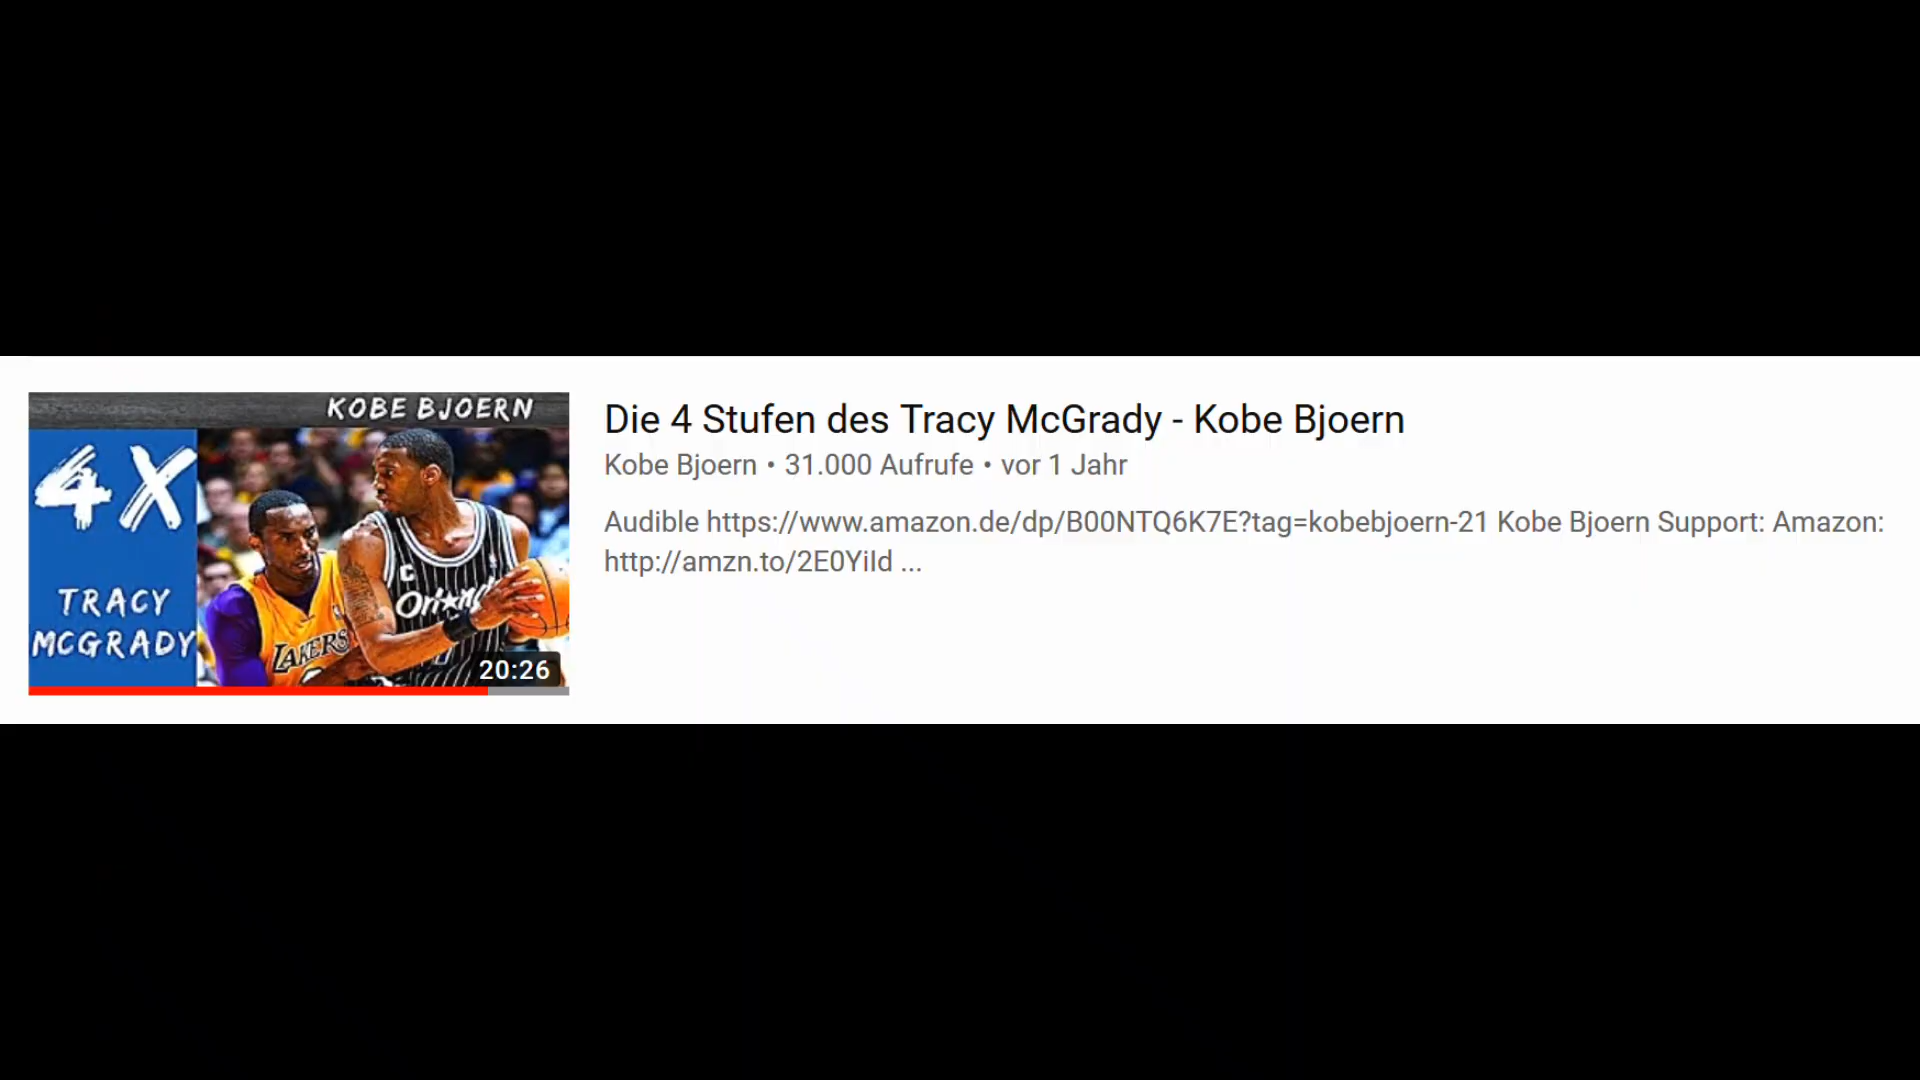 KOBE BJOERN
4X
TRACY
MCGRADY
C
Orland
LAKERS
20:26
Die 4 Stufen des Tracy McGrady - Kobe Bjoern
Kobe Bjoern • 31.000 Aufrufe • vor 1 Jahr
Audible https://www.amazon.de/dp/B00NTQ6K7E?tag=kobebjoern-21 Kobe Bjoern Support: Amazon:
http://amzn.to/2E0YiId ...